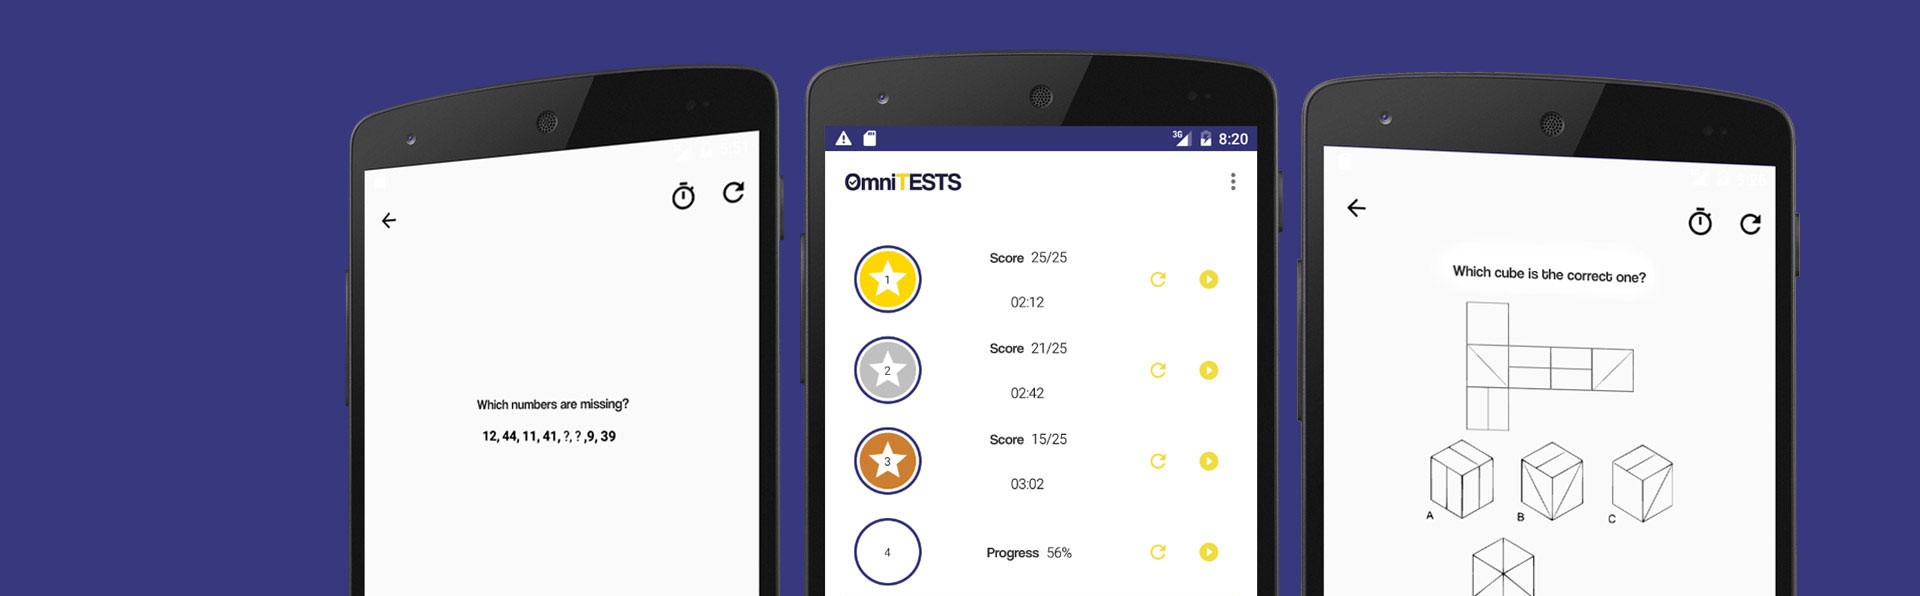 Which numbers are missing?
12, 44, 11, 41, ?, ? ,9, 39
3G 8:20
OmniTESTS
1
Score 25/25
02:12
2
Score 21/25
02:42
3
Score 15/25
03:02
4
Progress 56%
Which cube is the correct one?
A
B
C